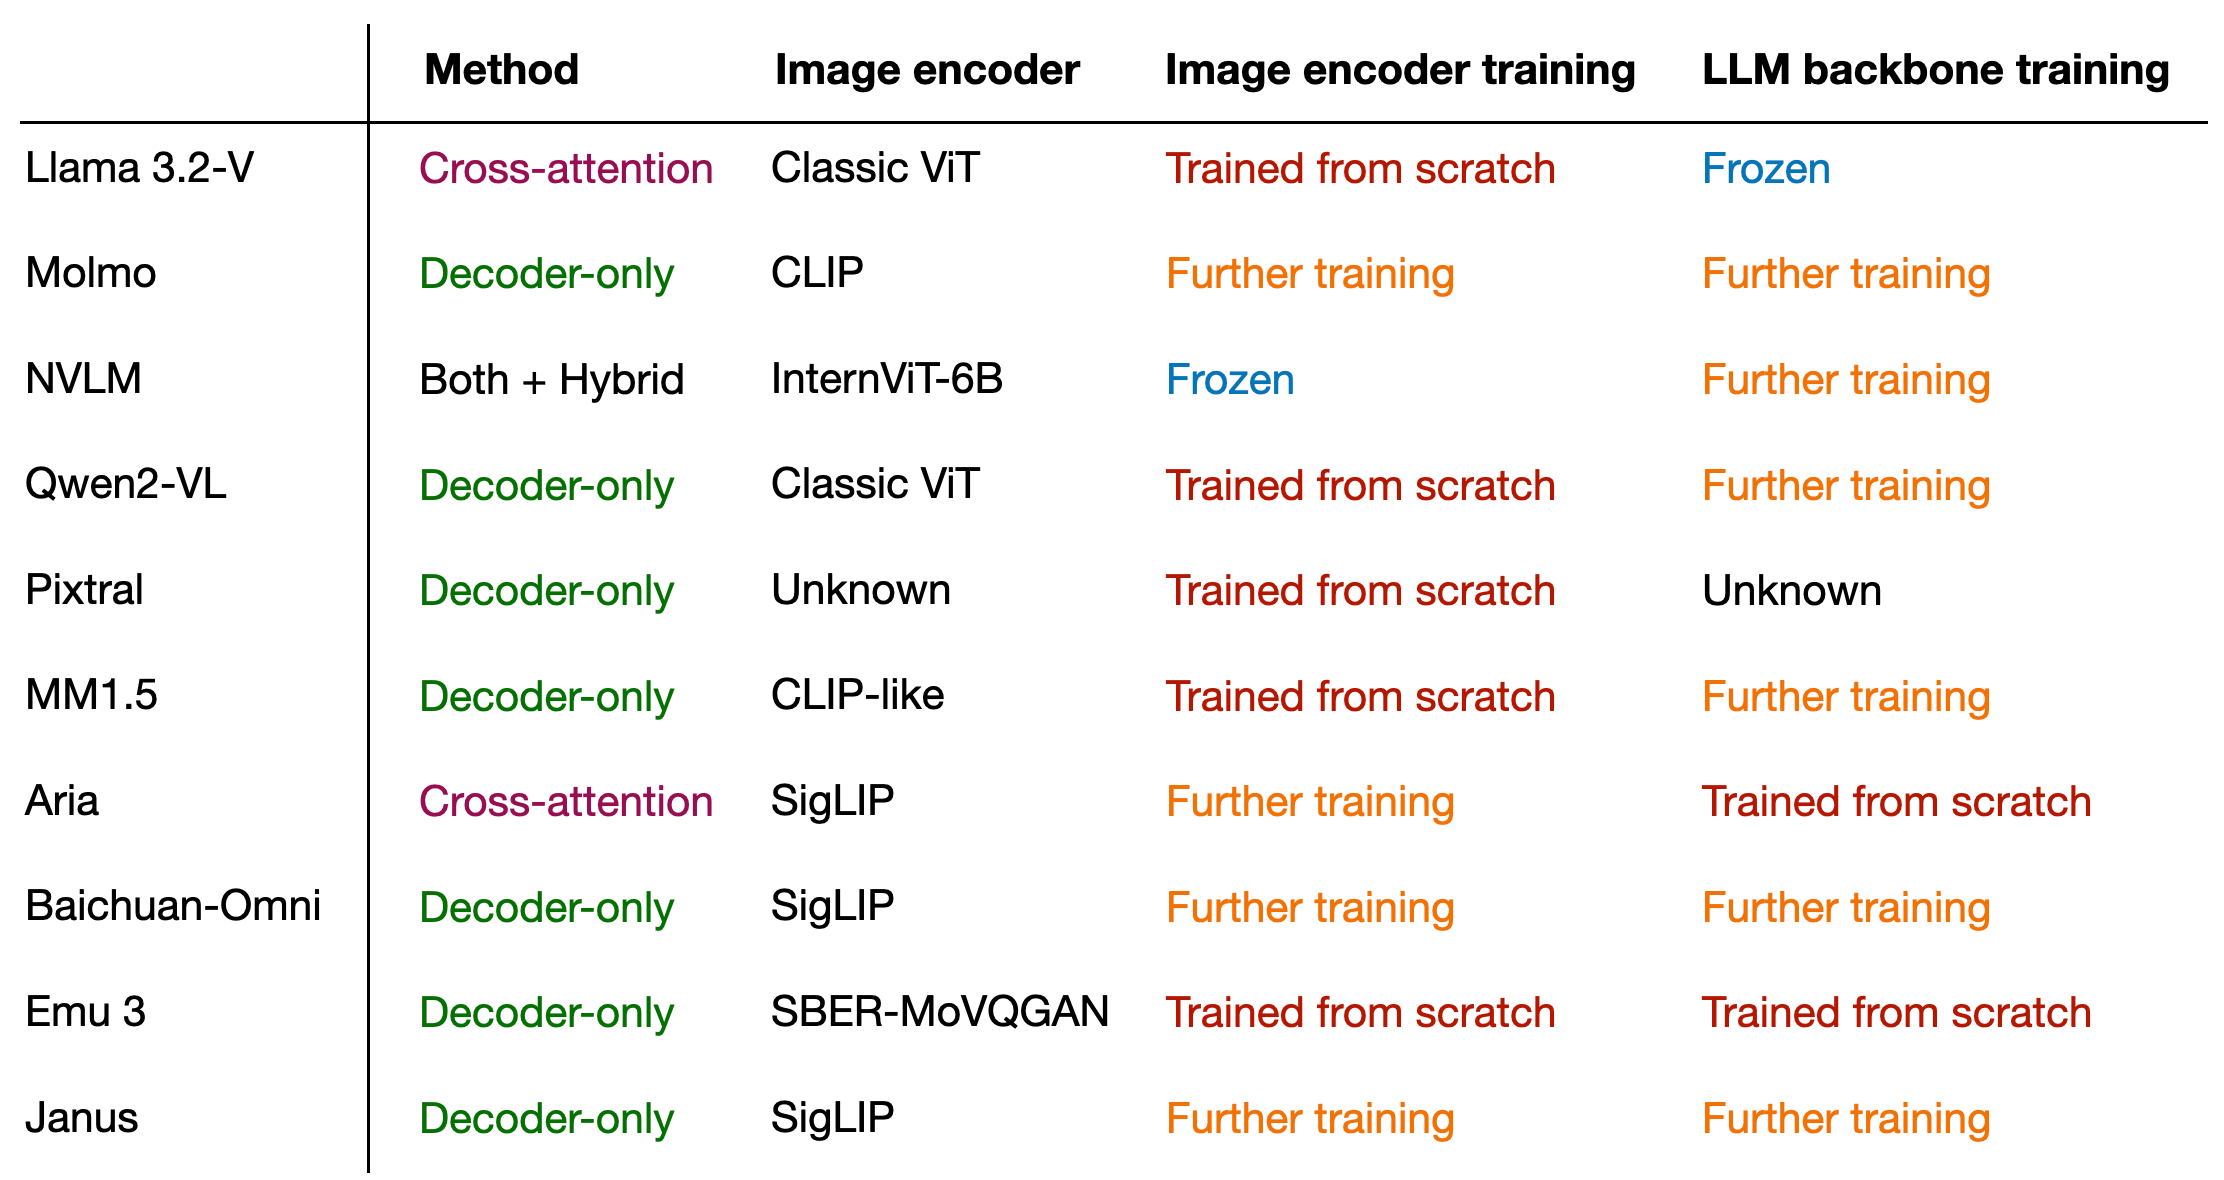 Method Image encoder Image encoder training LLM backbone training
Llama 3.2-V Cross-attention Classic ViT Trained from scratch Frozen
Molmo Decoder-only CLIP Further training Further training
NVLM Both + Hybrid InternViT-6B Frozen Further training
Qwen2-VL Decoder-only Classic ViT Trained from scratch Further training
Pixtral Decoder-only Unknown Trained from scratch Unknown
MM1.5 Decoder-only CLIP-like Trained from scratch Further training
Aria Cross-attention SigLIP Further training Trained from scratch
Baichuan-Omni Decoder-only SigLIP Further training Further training
Emu 3 Decoder-only SBER-MoVQGAN Trained from scratch Trained from scratch
Janus Decoder-only SigLIP Further training Further training